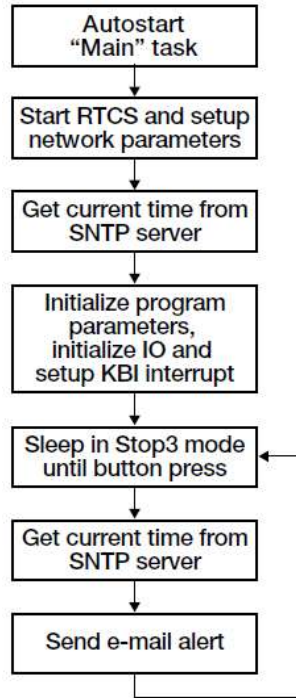 Autostart
“Main” task
Start RTCS and setup
network parameters
Get current time from
SNTP server
Initialize program
parameters,
initialize IO and
setup KBI interrupt
Sleep in Stop3 mode
until button press
Get current time from
SNTP server
Send e-mail alert